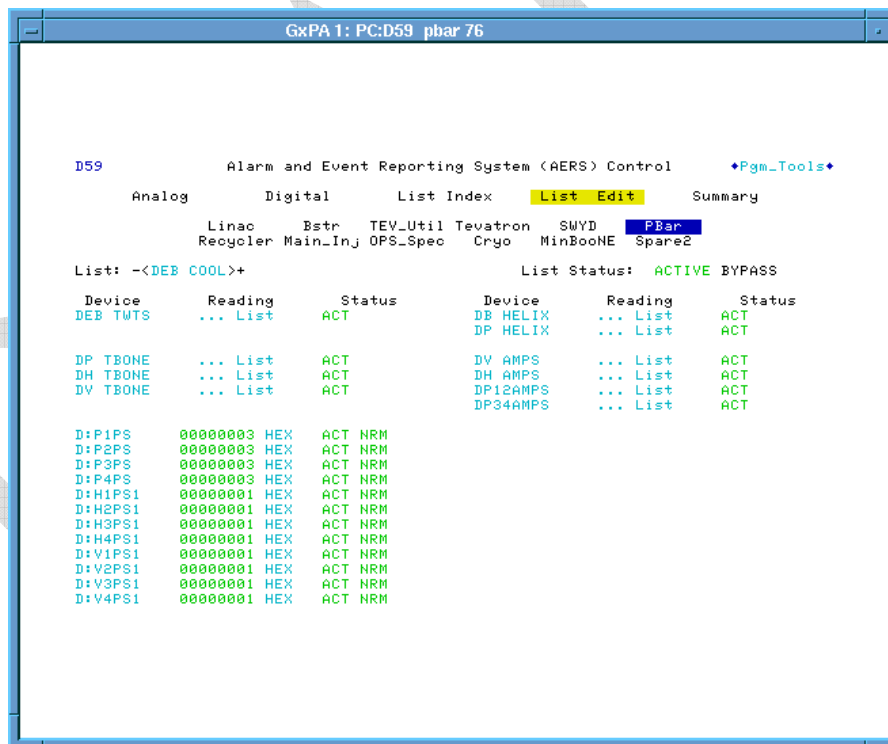 GxPA 1: PC:D59 pbar 76
D59 Alarm and Event Reporting System (AERS) Control ◆Pgm_Tools◆
Analog Digital List Index List Edit Summary
Linac Bstr TEV_Util Tevatron SWYD PBar
Recycler Main_Inj OPS_Spec Cryo MinBooNE Spare2
List: -<DEB COOL>+ List Status: ACTIVE BYPASS
Device Reading Status Device Reading Status
DEB TWTS ... List ACT DB HELIX ... List ACT
DP HELIX ... List ACT
DP TBONE ... List ACT DV AMPS ... List ACT
DH TBONE ... List ACT DH AMPS ... List ACT
DV TBONE ... List ACT DP12AMPS ... List ACT
DP34AMPS ... List ACT
D:P1PS 00000003 HEX ACT NRM
D:P2PS 00000003 HEX ACT NRM
D:P3PS 00000003 HEX ACT NRM
D:P4PS 00000003 HEX ACT NRM
D:H1PS1 00000001 HEX ACT NRM
D:H2PS1 00000001 HEX ACT NRM
D:H3PS1 00000001 HEX ACT NRM
D:H4PS1 00000001 HEX ACT NRM
D:V1PS1 00000001 HEX ACT NRM
D:V2PS1 00000001 HEX ACT NRM
D:V3PS1 00000001 HEX ACT NRM
D:V4PS1 00000001 HEX ACT NRM